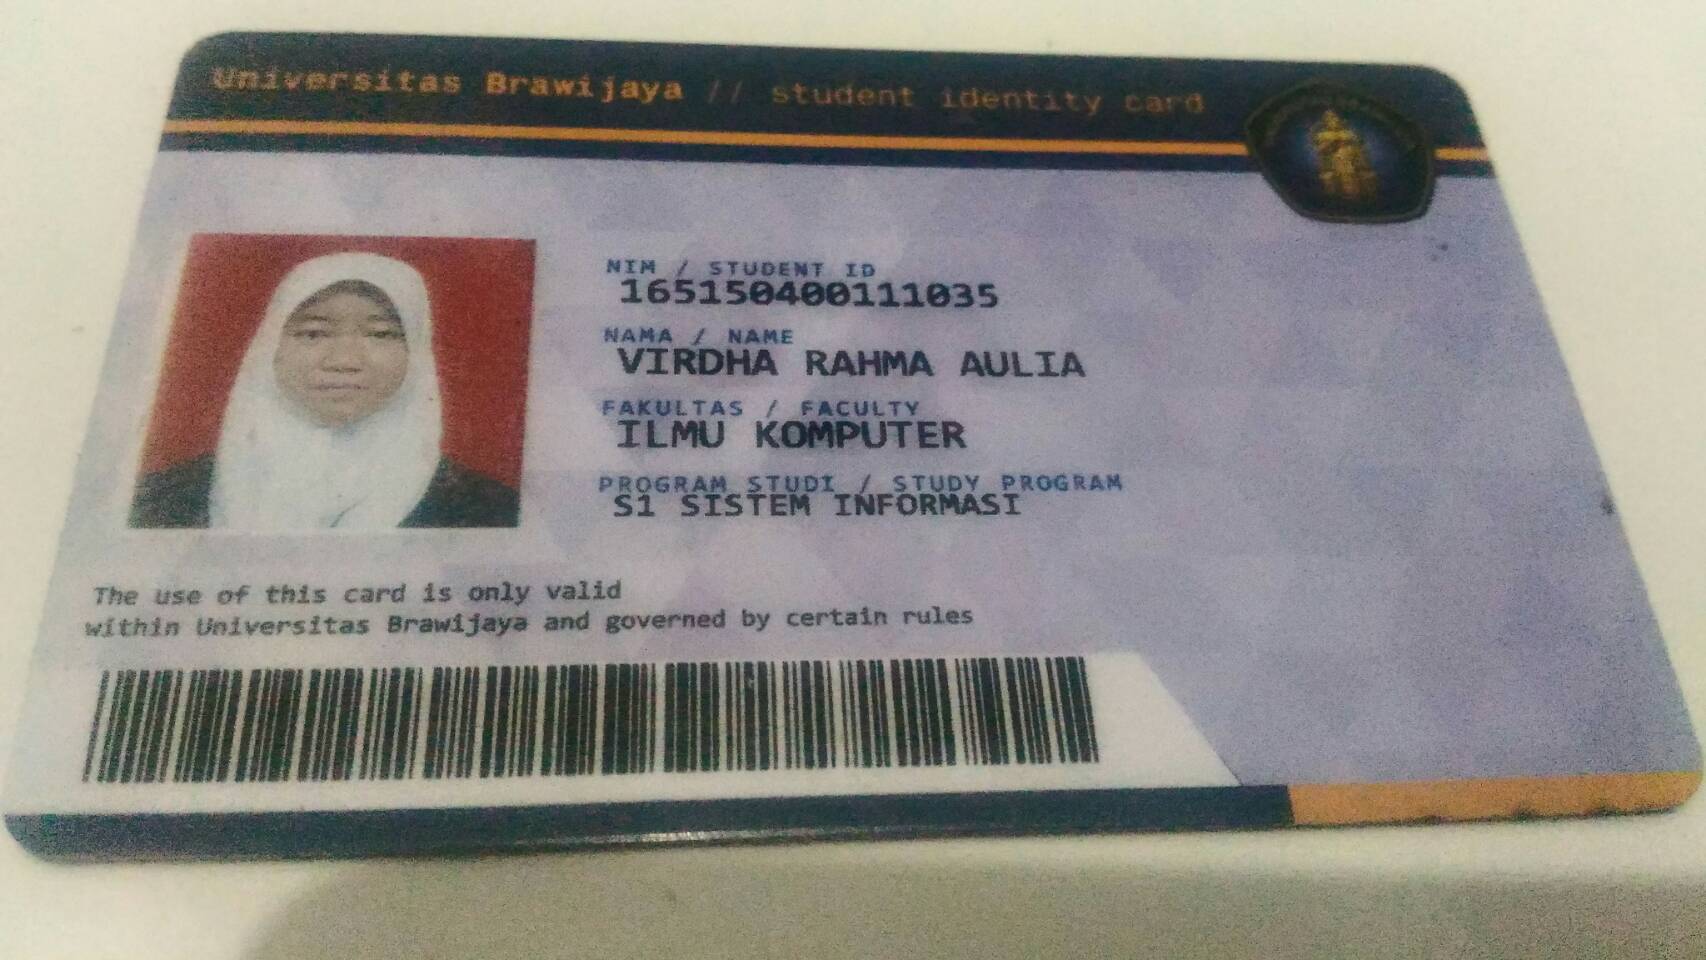 Universitas Brawijaya // student identity card
NIM / STUDENT ID
165150400111035
NAMA / NAME
VIRDHA RAHMA AULIA
FAKULTAS / FACULTY
ILMU KOMPUTER
PROGRAM STUDI / STUDY PROGRAM
S1 SISTEM INFORMASI
The use of this card is only valid
within Universitas Brawijaya and governed by certain rules